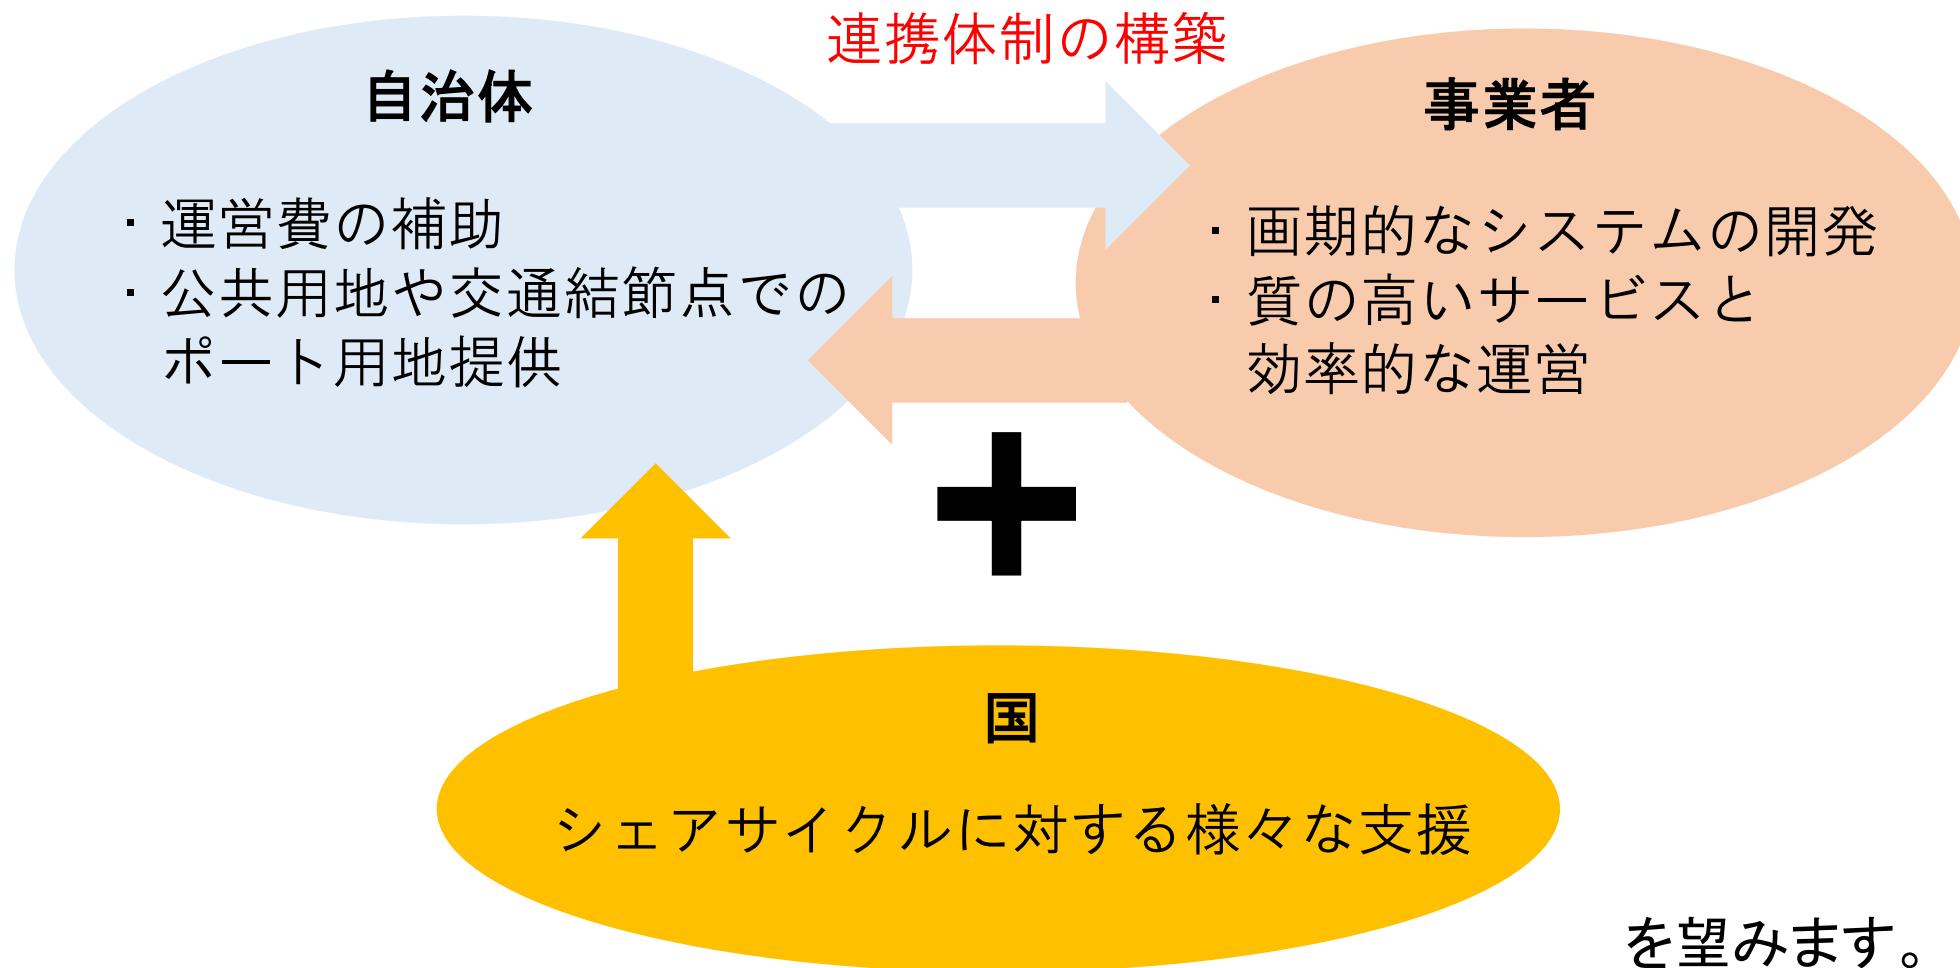 連携体制の構築
自治体
・運営費の補助
・公共用地や交通結節点での
ポート用地提供
事業者
・画期的なシステムの開発
・質の高いサービスと
効率的な運営
国
シェアサイクルに対する様々な支援
を望みます。